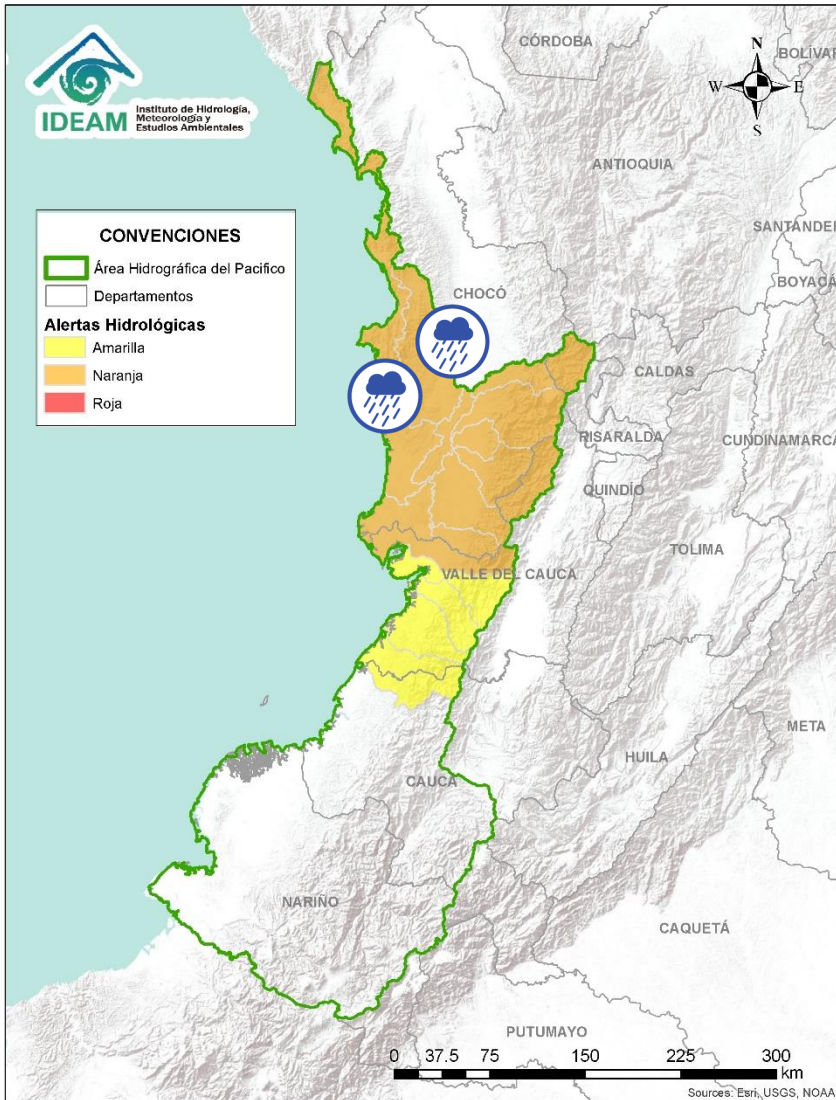 IDEAM
Instituto de Hidrología,
Meteorología y
Estudios Ambientales
CÓRDOBA
BOLÍVAR
N
W
E
S
ANTIOQUIA
SANTANDER
BOYACÁ
CONVENCIONES
Área Hidrográfica del Pacifico
Departamentos
Alertas Hidrológicas
Amarilla
Naranja
Roja
CHOCÓ
CALDAS
RISARALDA
CUNDINAMARCA
QUINDÍO
TOLIMA
VALLE DEL CAUCA
META
HUILA
CAUCA
NARIÑO
CAQUETÁ
PUTUMAYO
0 37.5 75 150 225 300
km
Sources: Esri, USGS, NOAA